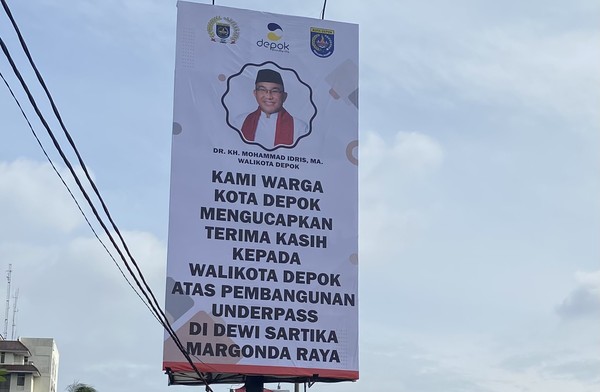 depok
DR. KH. MOHAMMAD IDRIS, MA.
WALIKOTA DEPOK
KAMI WARGA
KOTA DEPOK
MENGUCAPKAN
TERIMA KASIH
KEPADA
WALIKOTA DEPOK
ATAS PEMBANGUNAN
UNDERPASS
DI DEWI SARTIKA
MARGONDA RAYA